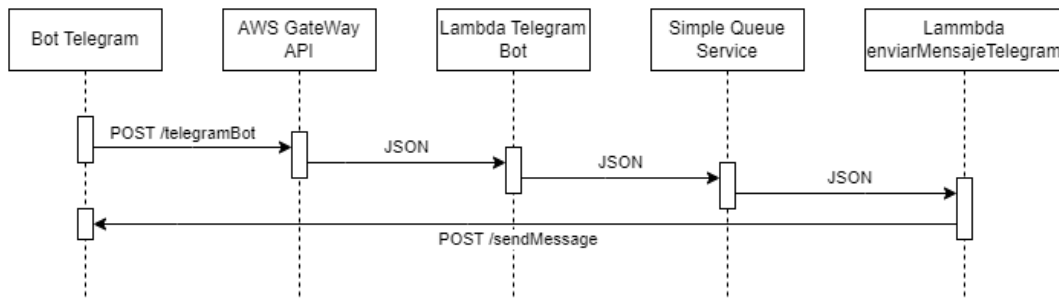 Bot Telegram
AWS GateWay
API
Lambda Telegram
Bot
Simple Queue
Service
Lammbda
enviarMensajeTelegram
POST /telegramBot
JSON
JSON
JSON
POST /sendMessage